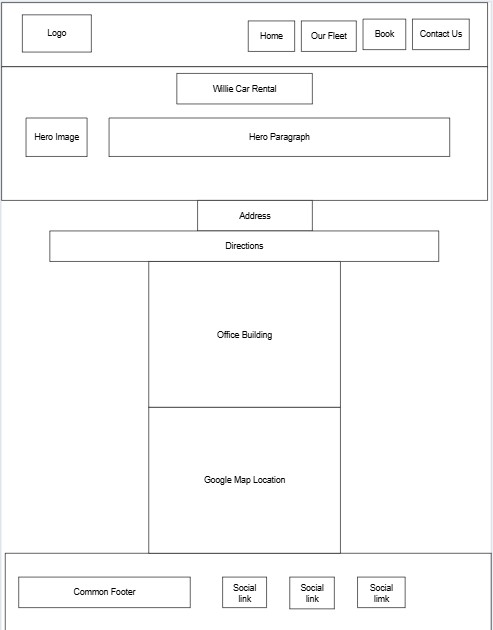 Logo
Home
Our Fleet
Book
Contact Us
Willie Car Rental
Hero Image
Hero Paragraph
Address
Directions
Office Building
Google Map Location
Common Footer
Social
link
Social
link
Social
limk